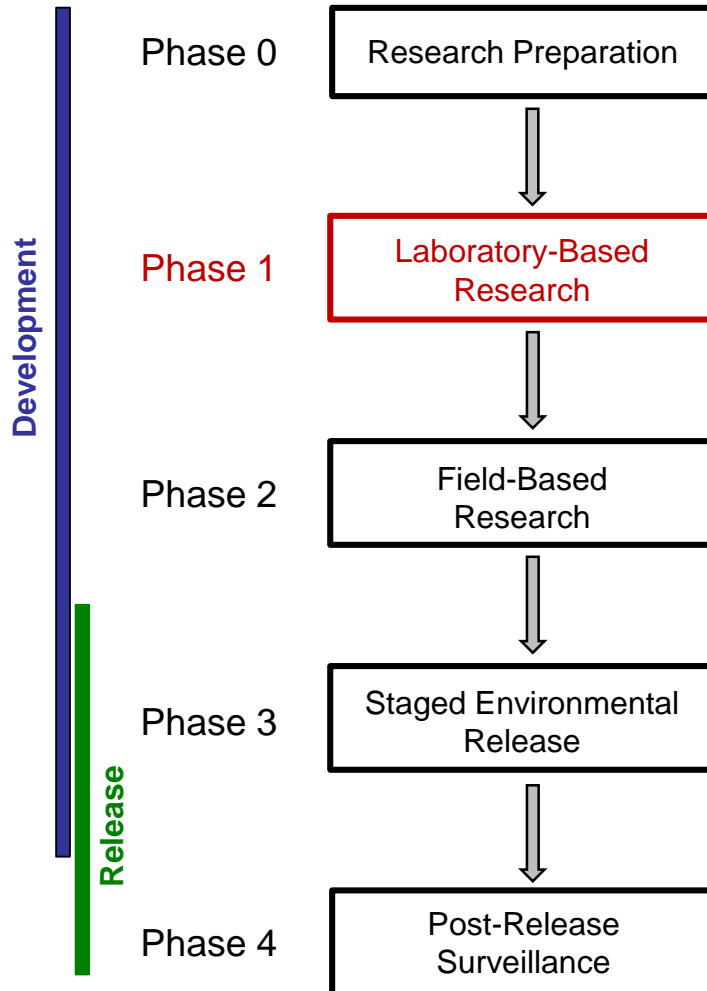 Phase 0
Research Preparation
Phase 1
Laboratory-Based
Research
Development
Phase 2
Field-Based
Research
Phase 3
Staged Environmental
Release
Release
Phase 4
Post-Release
Surveillance